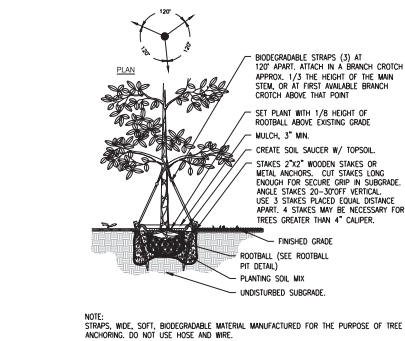 120'
120'
120'
PLAN
BIODEGRADABLE STRAPS (3) AT
120' APART. ATTACH IN A BRANCH CROTCH
APPROX. 1/3 THE HEIGHT OF THE MAIN
STEM, OR AT FIRST AVAILABLE BRANCH
CROTCH ABOVE THAT POINT
SET PLANT WITH 1/8 HEIGHT OF
ROOTBALL ABOVE EXISTING GRADE
MULCH, 3" MIN.
CREATE SOIL SAUCER W/ TOPSOIL.
STAKES 2"X2" WOODEN STAKES OR
METAL ANCHORS. CUT STAKES LONG
ENOUGH FOR SECURE GRIP IN SUBGRADE.
ANGLE STAKES 20-30'OFF VERTICAL.
USE 3 STAKES PLACED EQUAL DISTANCE
APART. 4 STAKES MAY BE NECESSARY FOR
TREES GREATER THAN 4" CALIPER.
FINISHED GRADE
ROOTBALL (SEE ROOTBALL
PIT DETAIL)
PLANTING SOIL MIX
UNDISTURBED SUBGRADE.
NOTE:
STRAPS, WIDE, SOFT, BIODEGRADABLE MATERIAL MANUFACTURED FOR THE PURPOSE OF TREE
ANCHORING. DO NOT USE HOSE AND WIRE.